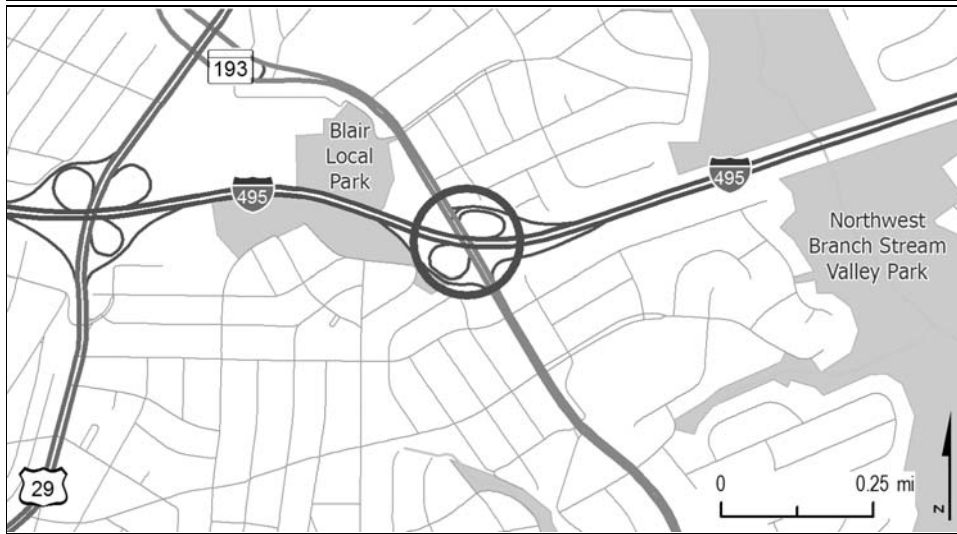 193
Blair
Local
Park
495
495
Northwest
Branch Stream
Valley Park
29
0
0.25 mi
N